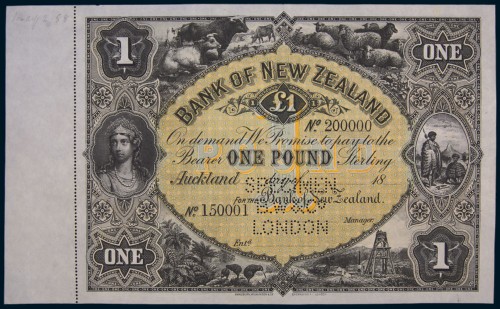 1
ONE
BANK OF NEW ZEALAND
£1
No. 200000
On demand We Promise to pay to the
Bearer ONE POUND Sterling
Auckland 18
SPECIMEN
FOR THE Bank of New Zealand.
No. 150001 B.W. & Co
Manager.
LONDON
Entd.
ONE
1